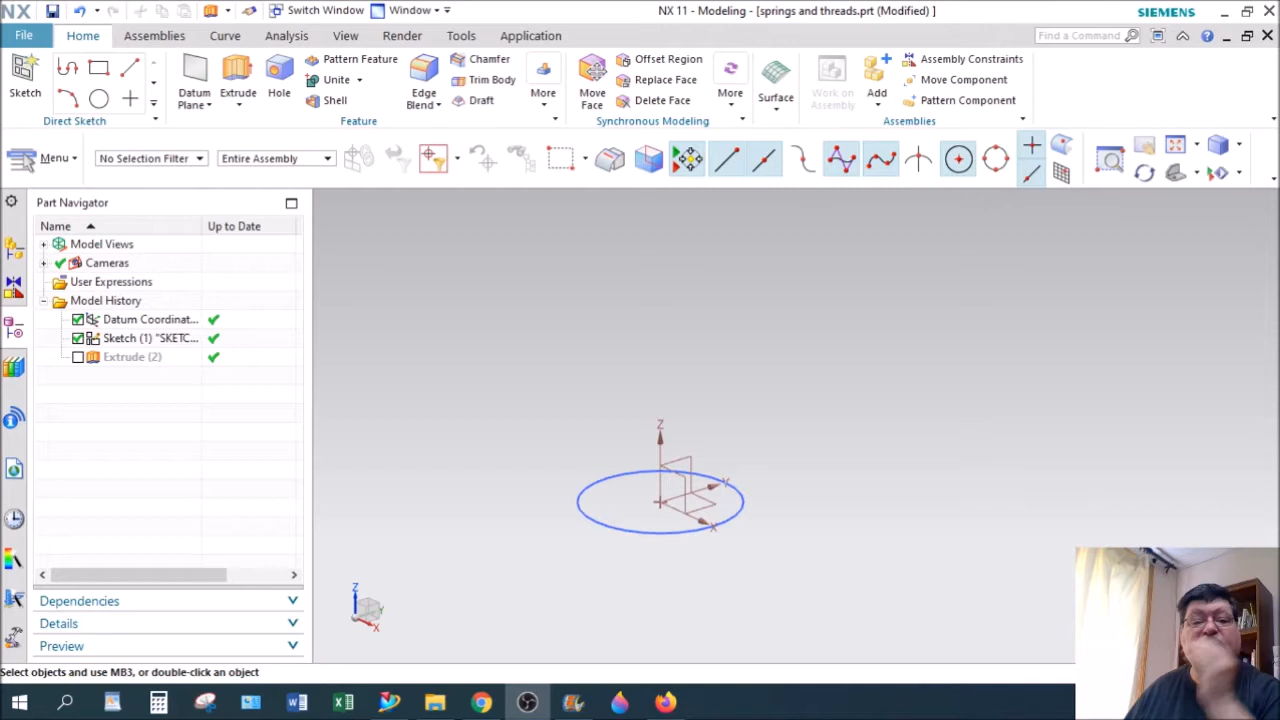 NX Switch Window Window NX 11 - Modeling - [springs and threads.prt (Modified) ] SIEMENS
File Home Assemblies Curve Analysis View Render Tools Application Find a Command
Sketch Datum Plane Extrude Hole Pattern Feature Unite Shell Edge Blend Chamfer Trim Body Draft More Move Face Offset Region Replace Face Delete Face More Surface Work on Assembly Add Assembly Constraints Move Component Pattern Component
Direct Sketch Feature Synchronous Modeling Assemblies
Menu No Selection Filter Entire Assembly
Part Navigator
Name Up to Date
Model Views
Cameras
User Expressions
Model History
Datum Coordinat...
Sketch (1) "SKETC...
Extrude (2)
Z
Y
X
Z
Y
X
Dependencies
Details
Preview
Select objects and use MB3, or double-click an object